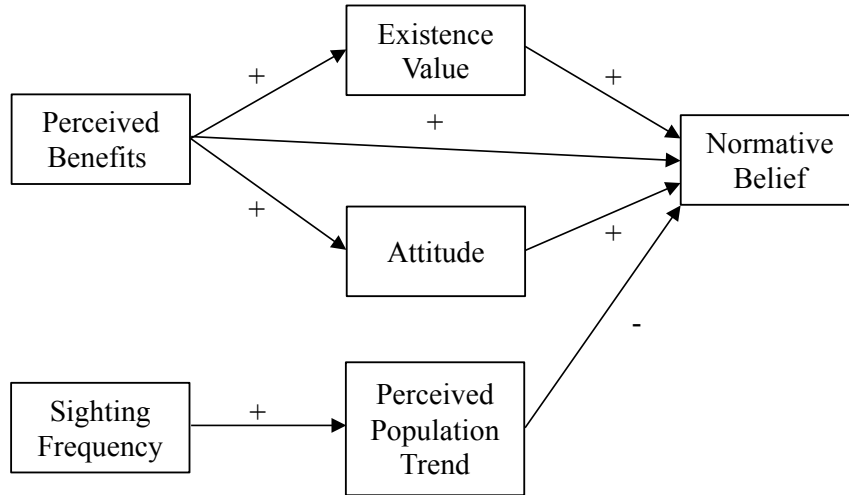 Existence
Value
+
+
Perceived
Benefits
+
Normative
Belief
+
Attitude
+
-
Sighting
Frequency
+
Perceived
Population
Trend